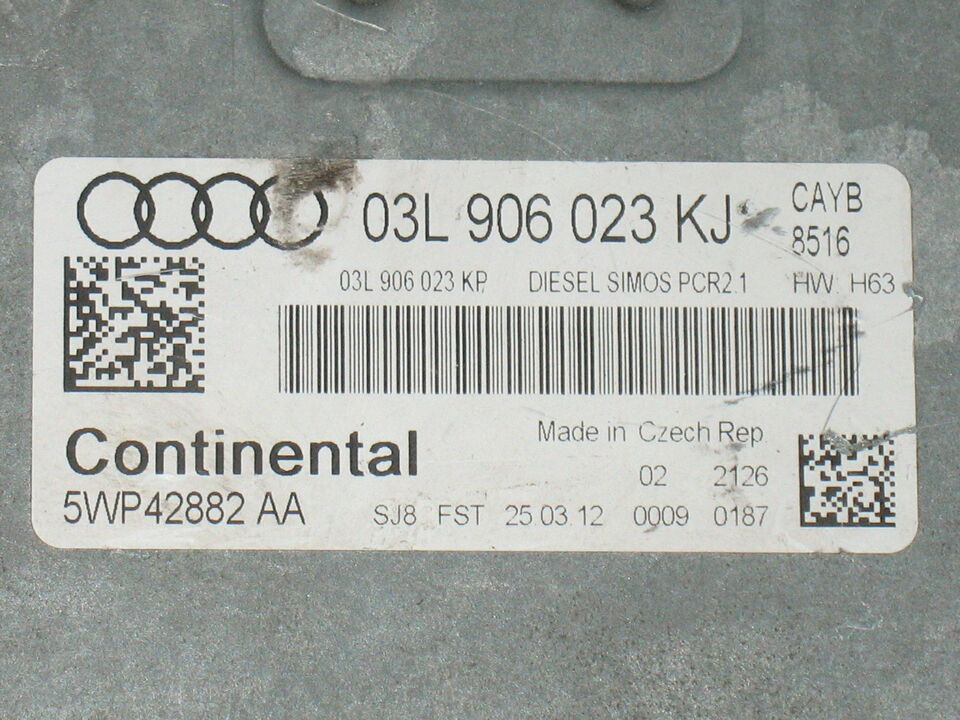 03L 906 023 KJ CAYB
8516
03L 906 023 KP DIESEL SIMOS PCR2.1 HW: H63
Continental Made in Czech Rep.
02 2126
5WP42882 AA SJ8 FST 25.03.12 0009 0187